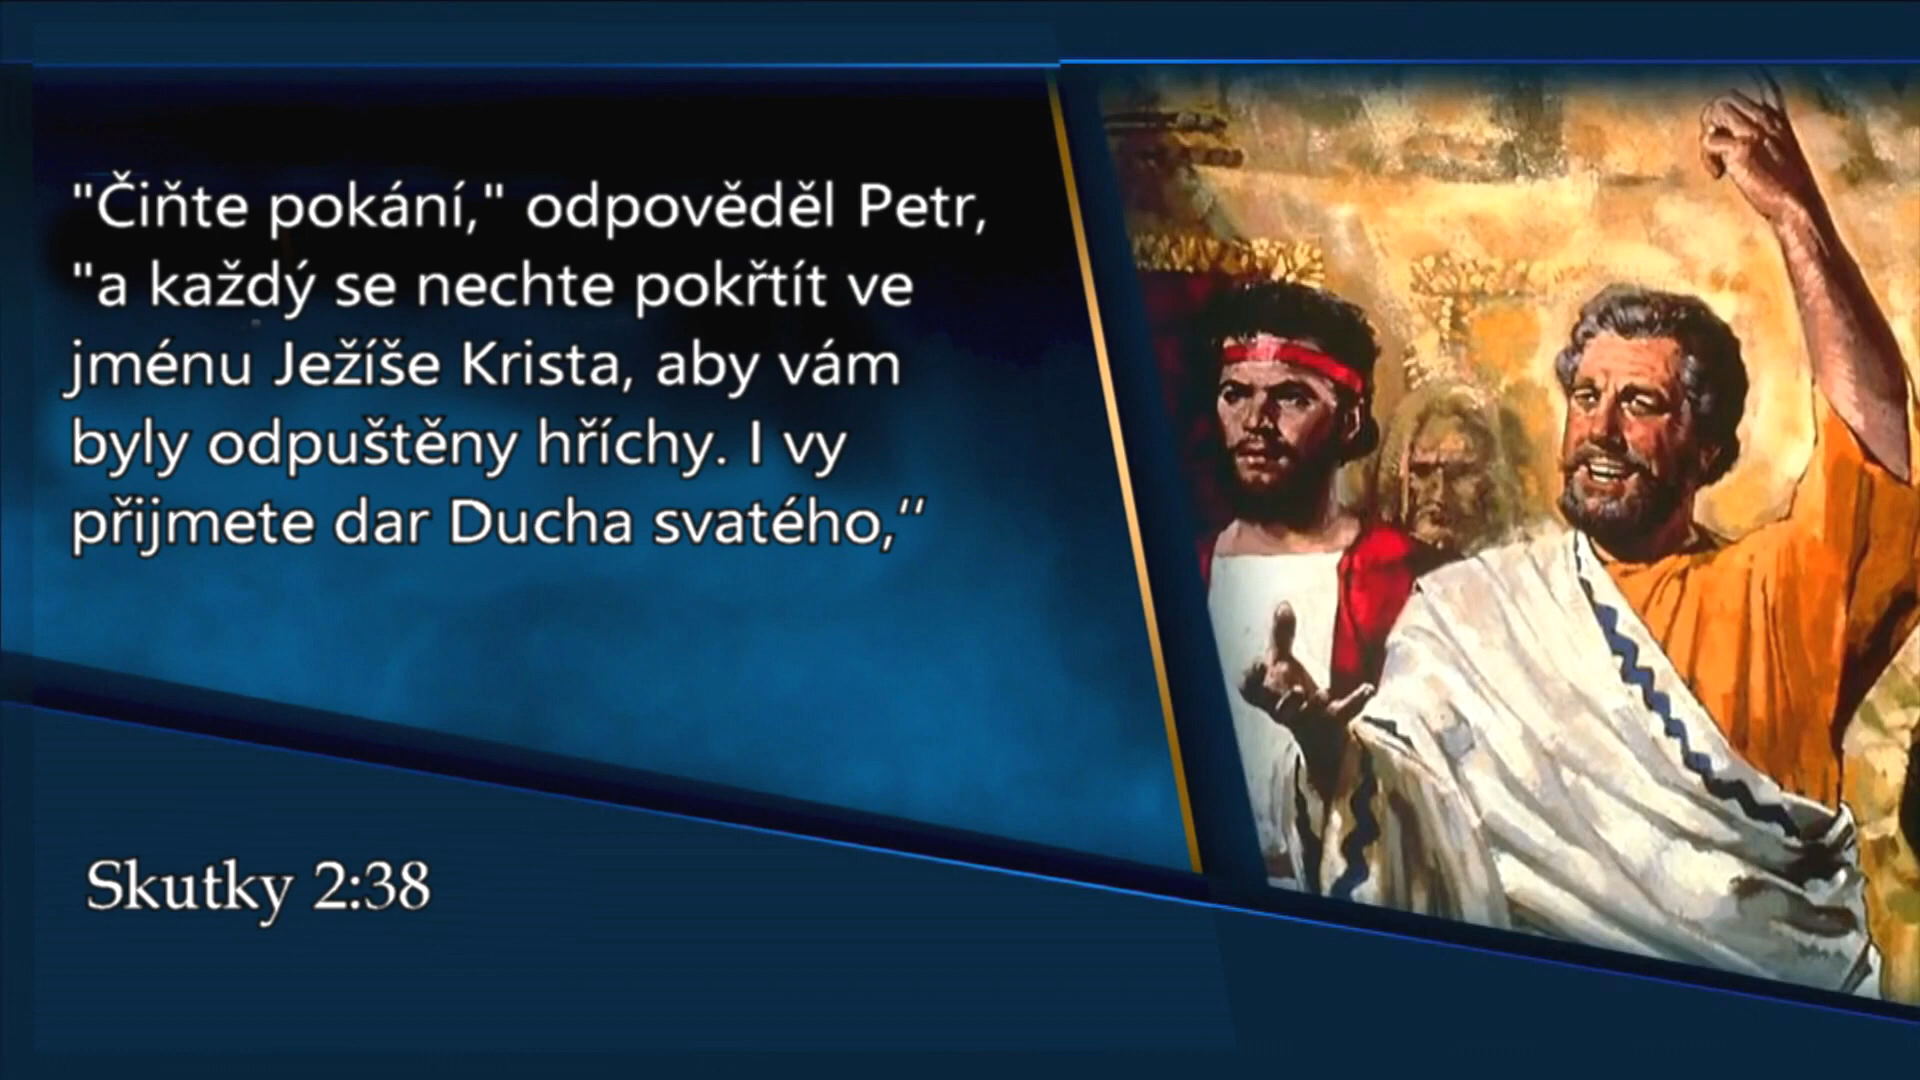 "Čiňte pokání," odpověděl Petr,
"a každý se nechte pokřtít ve
jménu Ježíše Krista, aby vám
byly odpuštěny hříchy. I vy
přijmete dar Ducha svatého,‘‘
Skutky 2:38